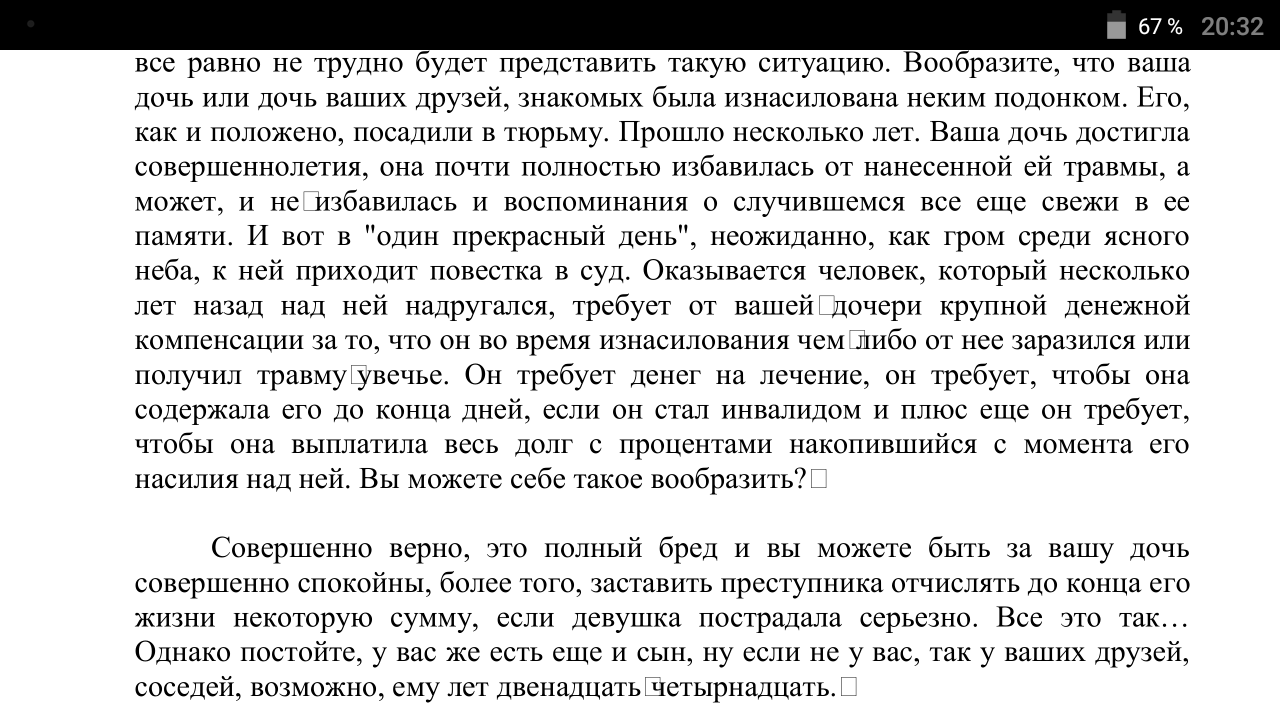 67 % 20:32
все равно не трудно будет представить такую ситуацию. Вообразите, что ваша
дочь или дочь ваших друзей, знакомых была изнасилована неким подонком. Его,
как и положено, посадили в тюрьму. Прошло несколько лет. Ваша дочь достигла
совершеннолетия, она почти полностью избавилась от нанесенной ей травмы, а
может, и не□избавилась и воспоминания о случившемся все еще свежи в ее
памяти. И вот в "один прекрасный день", неожиданно, как гром среди ясного
неба, к ней приходит повестка в суд. Оказывается человек, который несколько
лет назад над ней надругался, требует от вашей□дочери крупной денежной
компенсации за то, что он во время изнасилования чем□либо от нее заразился или
получил травму□увечье. Он требует денег на лечение, он требует, чтобы она
содержала его до конца дней, если он стал инвалидом и плюс еще он требует,
чтобы она выплатила весь долг с процентами накопившийся с момента его
насилия над ней. Вы можете себе такое вообразить?□
Совершенно верно, это полный бред и вы можете быть за вашу дочь
совершенно спокойны, более того, заставить преступника отчислять до конца его
жизни некоторую сумму, если девушка пострадала серьезно. Все это так…
Однако постойте, у вас же есть еще и сын, ну если не у вас, так у ваших друзей,
соседей, возможно, ему лет двенадцать□четырнадцать.□